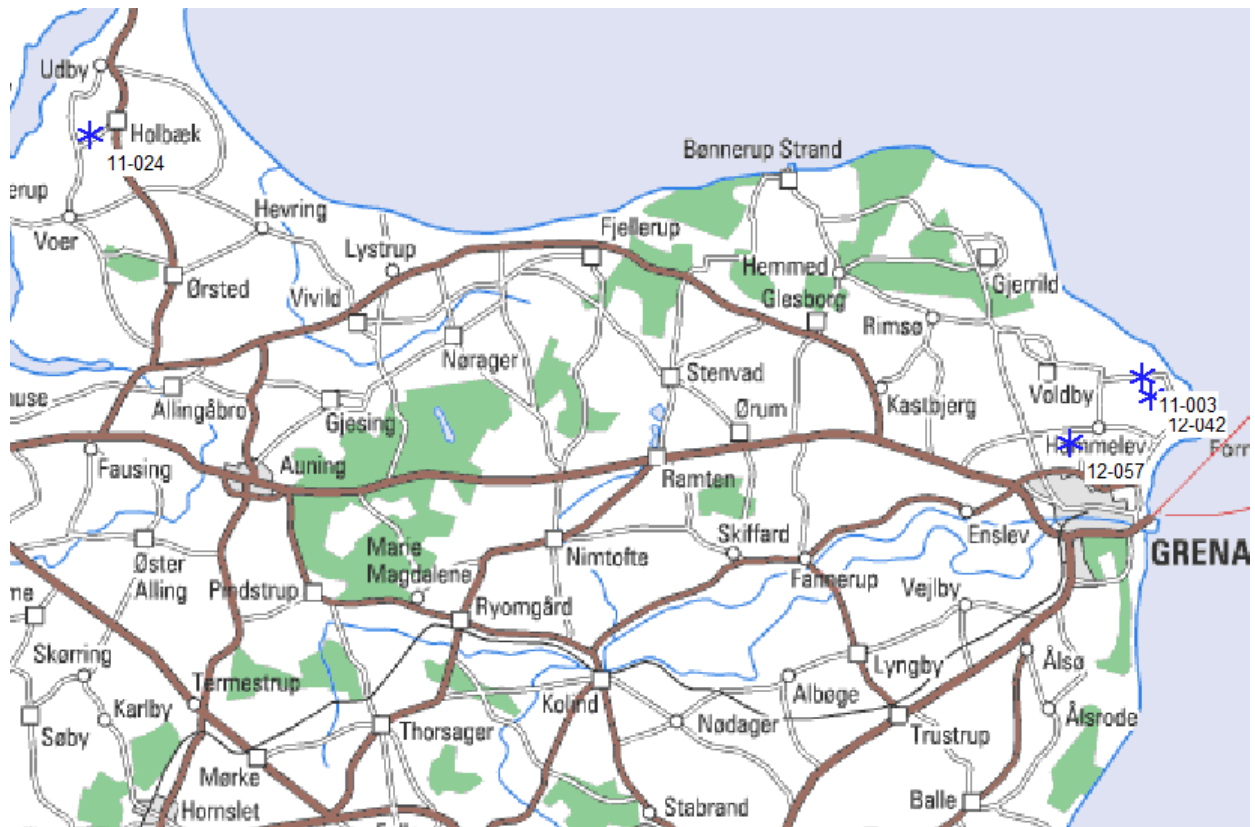 Udby
Holbæk
11-024
Bønnerup Strand
erup
Hevring
Voer
Lystrup
Fjellerup
Hemmed
Ørsted
Glesborg
Gjerrild
Vivild
Rimsø
Nørager
Stenvad
Voldby
Allingåbro
Gjesing
Ørum
Kastbjerg
11-003
12-042
Hammelev
Fausing
Auning
Ramten
12-057
Øster
Alling
Marie
Magdalene
Nimtofte
Skiffard
Enslev
GRENA
Pindstrup
Fannerup
Vejlby
Ryomgård
Skørring
Lyngby
Ålsø
Termestrup
Albøge
Karlby
Kolind
Søby
Thorsager
Nødager
Ålsrode
Trustrup
Mørke
Hornslet
Stabrand
Balle